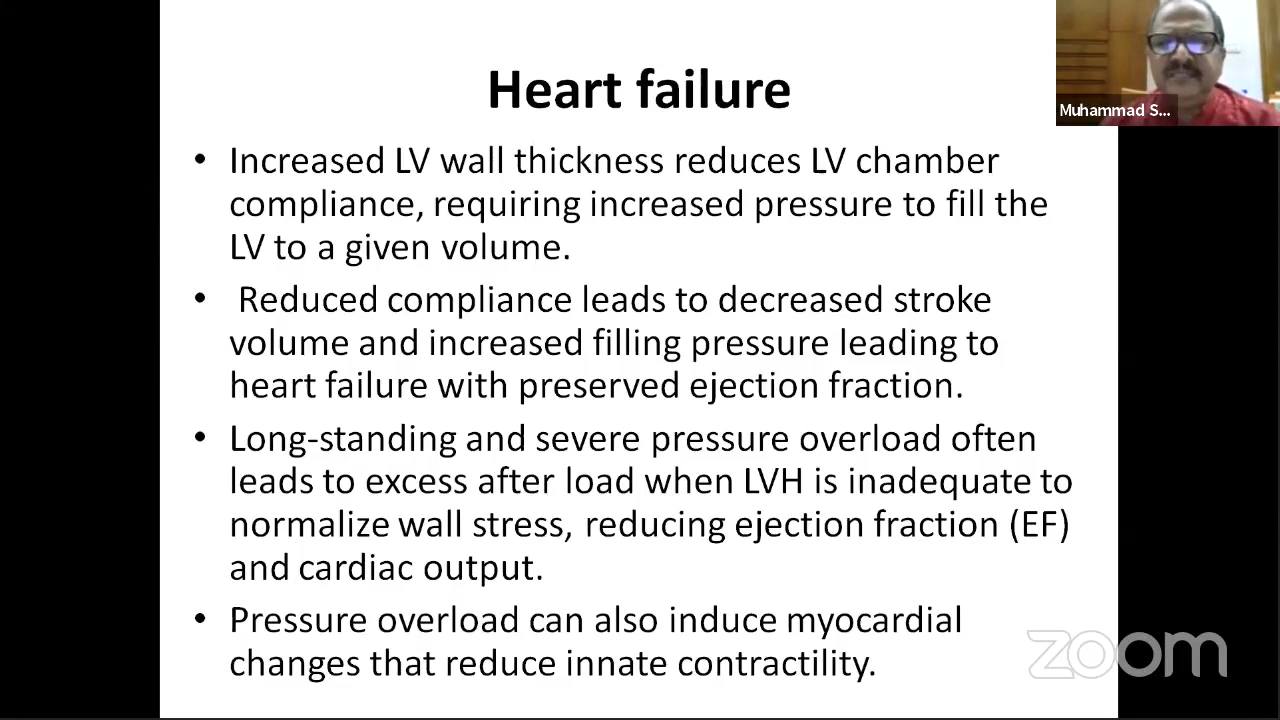 Heart failure
Muhammad S...
• Increased LV wall thickness reduces LV chamber
compliance, requiring increased pressure to fill the
LV to a given volume.
• Reduced compliance leads to decreased stroke
volume and increased filling pressure leading to
heart failure with preserved ejection fraction.
• Long-standing and severe pressure overload often
leads to excess after load when LVH is inadequate to
normalize wall stress, reducing ejection fraction (EF)
and cardiac output.
• Pressure overload can also induce myocardial
changes that reduce innate contractility.
zoom